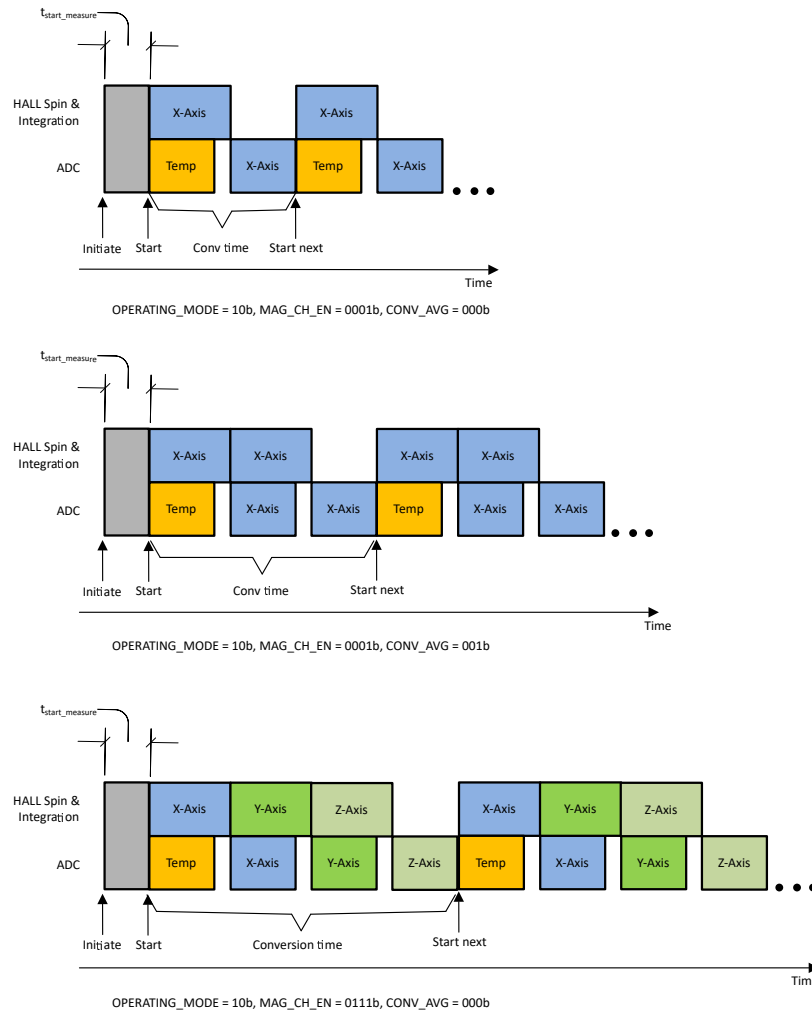 t start_measure
HALL Spin &
Integration
X-Axis
X-Axis
ADC
Temp
X-Axis
Temp
X-Axis
Initiate
Start
Conv time
Start next
Time
OPERATING_MODE = 10b, MAG_CH_EN = 0001b, CONV_AVG = 000b
t start_measure
HALL Spin &
Integration
X-Axis
X-Axis
X-Axis
X-Axis
ADC
Temp
X-Axis
X-Axis
Temp
X-Axis
X-Axis
Initiate
Start
Conv time
Start next
Time
OPERATING_MODE = 10b, MAG_CH_EN = 0001b, CONV_AVG = 001b
t start_measure
HALL Spin &
Integration
X-Axis
Y-Axis
Z-Axis
X-Axis
Y-Axis
Z-Axis
ADC
Temp
X-Axis
Y-Axis
Z-Axis
Temp
X-Axis
Y-Axis
Z-Axis
Initiate
Start
Conversion time
Start next
Time
OPERATING_MODE = 10b, MAG_CH_EN = 0111b, CONV_AVG = 000b